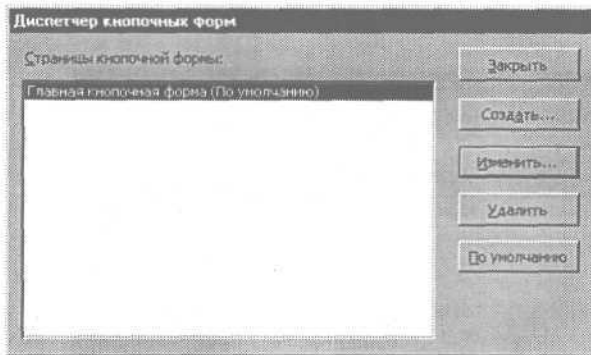 Диспетчер кнопочных форм
Страницы кнопочной формы:
Главная кнопочная форма (По умолчанию)
Закрыть
Создать...
Изменить...
Удалить
По умолчанию